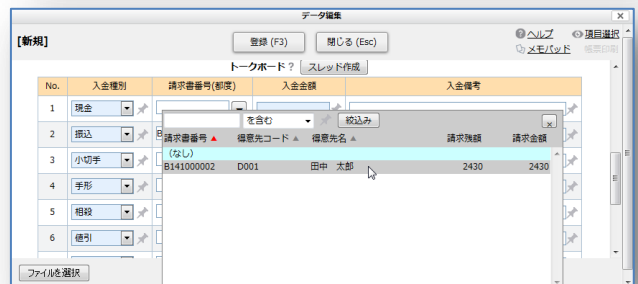 データ編集
[新規]
登録 (F3)
閉じる (Esc)
ヘルプ
項目選択
メモパッド
帳票印刷
トークボード ?
スレッド作成
No.
入金種別
請求書番号(都度)
入金金額
入金備考
1
現金
2
振込
B
3
小切手
4
手形
5
相殺
6
値引
を含む
絞込み
請求書番号
得意先コード
得意先名
請求残額
請求金額
(なし)
B141000002
D001
田中 太郎
2430
2430
ファイルを選択